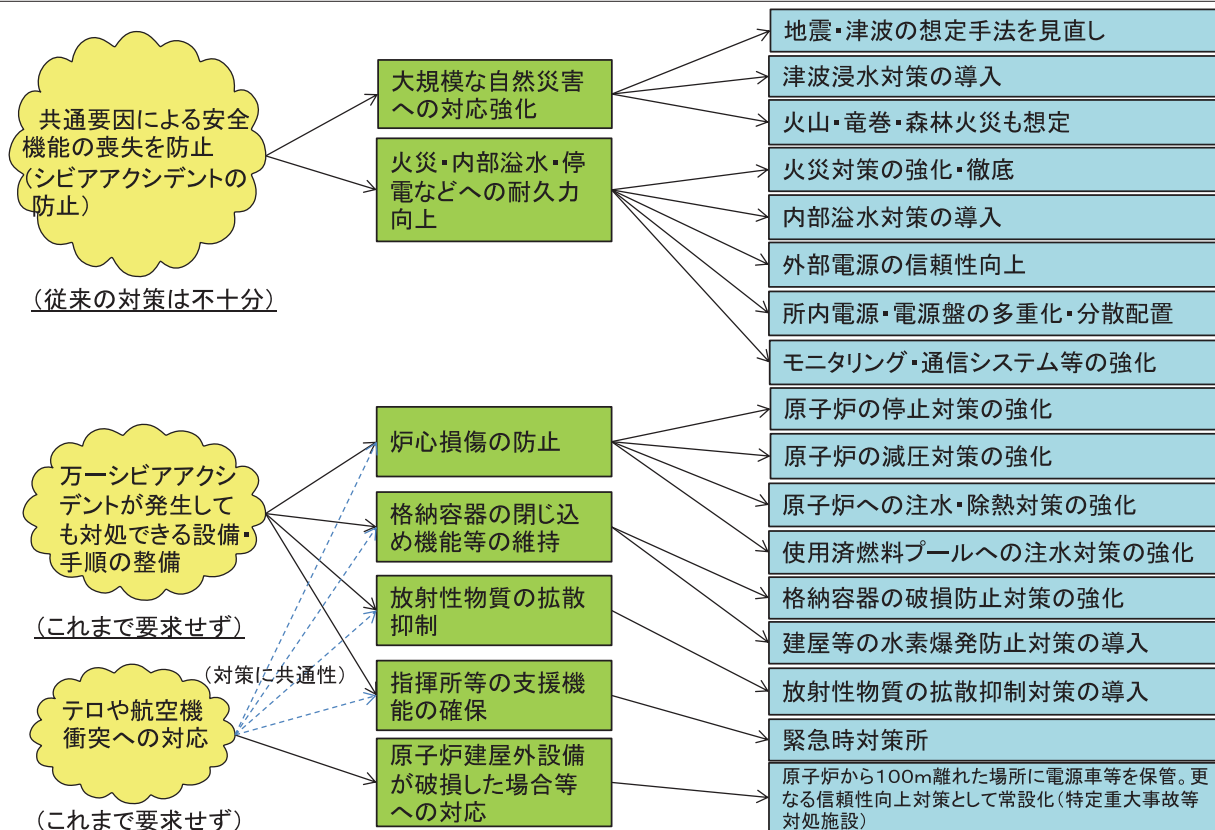 共通要因による安全
機能の喪失を防止
(シビアアクシデントの
防止)
(従来の対策は不十分)
大規模な自然災害
への対応強化
火災・内部溢水・停
電などへの耐久力
向上
地震・津波の想定手法を見直し
津波浸水対策の導入
火山・竜巻・森林火災も想定
火災対策の強化・徹底
内部溢水対策の導入
外部電源の信頼性向上
所内電源・電源盤の多重化・分散配置
モニタリング・通信システム等の強化
万一シビアアクシ
デントが発生して
も対処できる設備・
手順の整備
(これまで要求せず)
テロや航空機
衝突への対応
(これまで要求せず)
(対策に共通性)
炉心損傷の防止
格納容器の閉じ込
め機能等の維持
放射性物質の拡散
抑制
指揮所等の支援機
能の確保
原子炉建屋外設備
が破損した場合等
への対応
原子炉の停止対策の強化
原子炉の減圧対策の強化
原子炉への注水・除熱対策の強化
使用済燃料プールへの注水対策の強化
格納容器の破損防止対策の強化
建屋等の水素爆発防止対策の導入
放射性物質の拡散抑制対策の導入
緊急時対策所
原子炉から100m離れた場所に電源車等を保管。更
なる信頼性向上対策として常設化(特定重大事故等
対処施設)